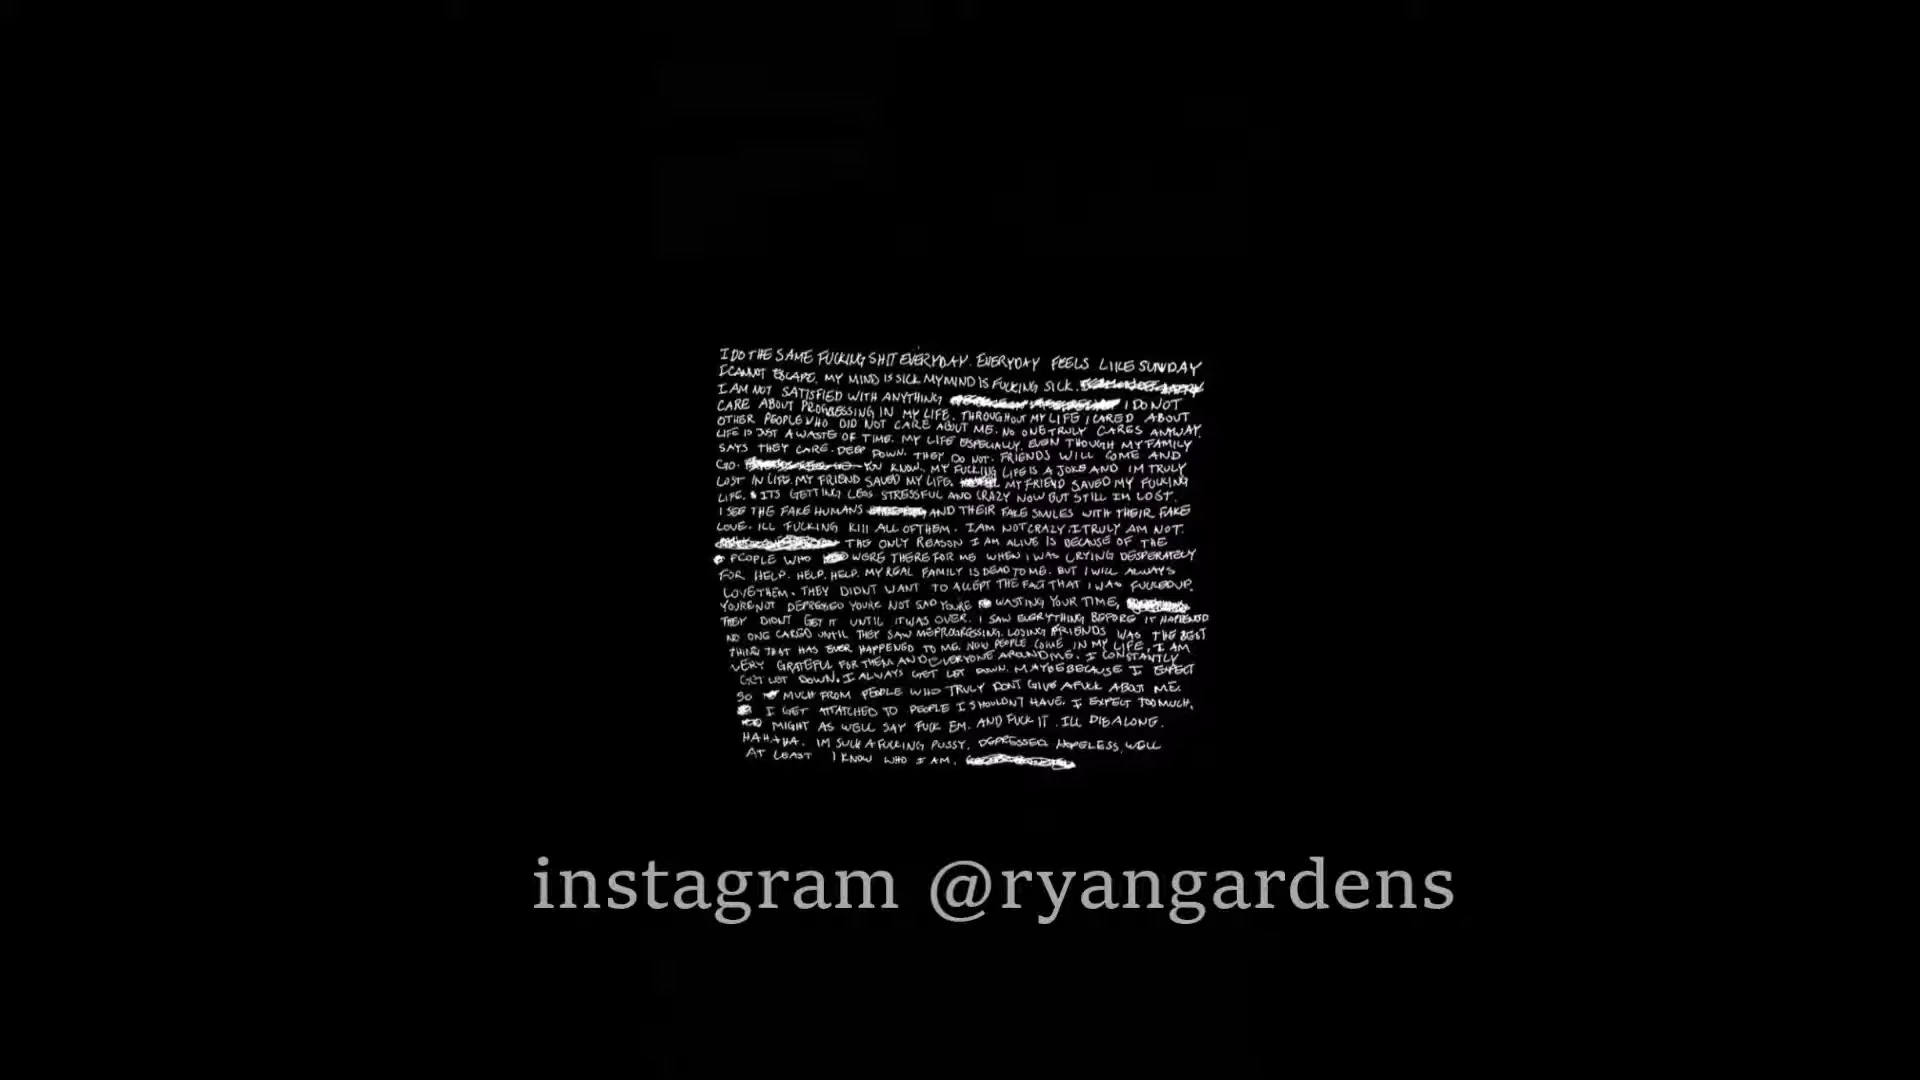 I DO THE SAME FUCKING SHIT EVERYDAY. EVERYDAY FEELS LIKE SUNDAY
I CANNOT ESCAPE. MY MIND IS SICK MY MIND IS FUCKING SICK.
I AM NOT SATISFIED WITH ANYTHING I DO NOT
CARE ABOUT PROGRESSING IN MY LIFE. THROUGHOUT MY LIFE I CARED ABOUT
OTHER PEOPLE WHO DID NOT CARE ABOUT ME. NO ONE TRULY CARES ANYWAY.
LIFE IS JUST A WASTE OF TIME. MY LIFE ESPECIALLY. EVEN THOUGH MY FAMILY
SAYS THEY CARE. DEEP DOWN. THEY DO NOT. FRIENDS WILL COME AND
GO. YOU KNOW. MY FUCKING LIFE IS A JOKE AND IM TRULY
LOST IN LIFE. MY FRIEND SAVED MY LIFE. MY FRIEND SAVED MY FUCKING
LIFE. ITS GETTING LESS STRESSFUL AND CRAZY NOW BUT STILL IM LOST.
I SEE THE FAKE HUMANS AND THEIR FAKE SMILES WITH THEIR FAKE
LOVE. ILL FUCKING KIll ALL OF THEM. I AM NOT CRAZY. I TRULY AM NOT.
THE ONLY REASON I AM ALIVE IS BECAUSE OF THE
PEOPLE WHO WERE THERE FOR ME WHEN I WAS CRYING DESPERATELY
FOR HELP. HELP. HELP. MY REAL FAMILY IS DEAD TO ME. BUT I WILL ALWAYS
LOVE THEM. THEY DIDNT WANT TO ACCEPT THE FACT THAT I WAS FUCKED UP.
YOURE NOT DEPRESSED YOURE NOT SAD YOURE WASTING YOUR TIME,
THEY DIDNT GET IT UNTIL IT WAS OVER. I SAW EVERYTHING BEFORE IT HAPPENED
NO ONE CARED UNTIL THEY SAW ME PROGRESSING. LOSING FRIENDS WAS THE BEST
THING THAT HAS EVER HAPPENED TO ME. NOW PEOPLE COME IN MY LIFE, I AM
VERY GRATEFUL FOR THEM AND EVERYONE AROUND ME. I CONSTANTLY
GET LET DOWN. I ALWAYS GET LET DOWN. MAYBE BECAUSE I EXPECT
SO MUCH FROM PEOPLE WHO TRULY DONT GIVE A FUCK ABOUT ME.
I GET ATTATCHED TO PEOPLE I SHOULDNT HAVE. I EXPECT TOO MUCH.
MIGHT AS WELL SAY FUCK EM. AND FUCK IT. ILL DIE ALONG.
HAHAHA. IM SUCH A FUCKING PUSSY. DEPRESSED HOPELESS, WELL
AT LEAST I KNOW WHO I AM.
instagram @ryangardens